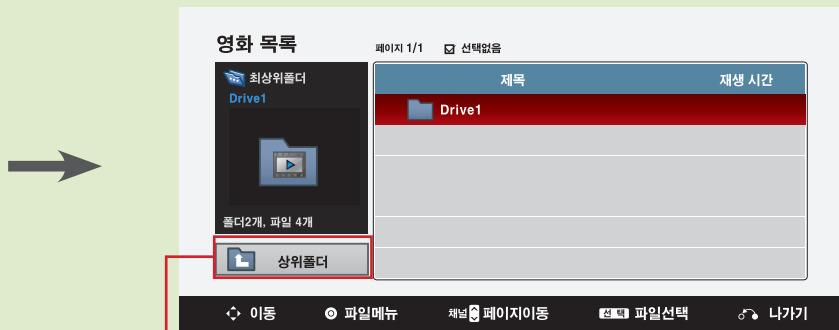 영화 목록
페이지 1/1 선택없음
최상위폴더
Drive1
제목 재생 시간
Drive1
폴더2개, 파일 4개
상위폴더
이동 파일메뉴 채널 페이지이동 선택 파일선택 나가기